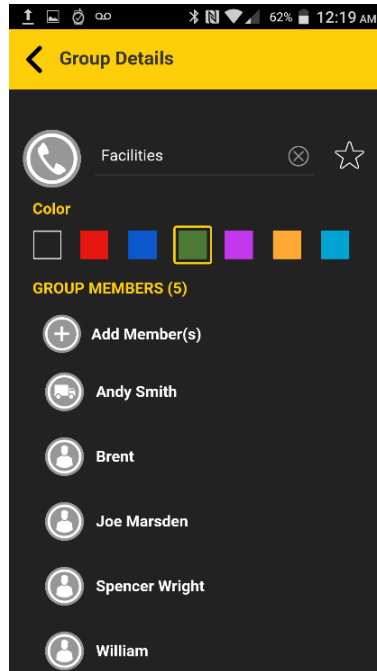 62% 12:19 AM
Group Details
Facilities
Color
GROUP MEMBERS (5)
Add Member(s)
Andy Smith
Brent
Joe Marsden
Spencer Wright
William